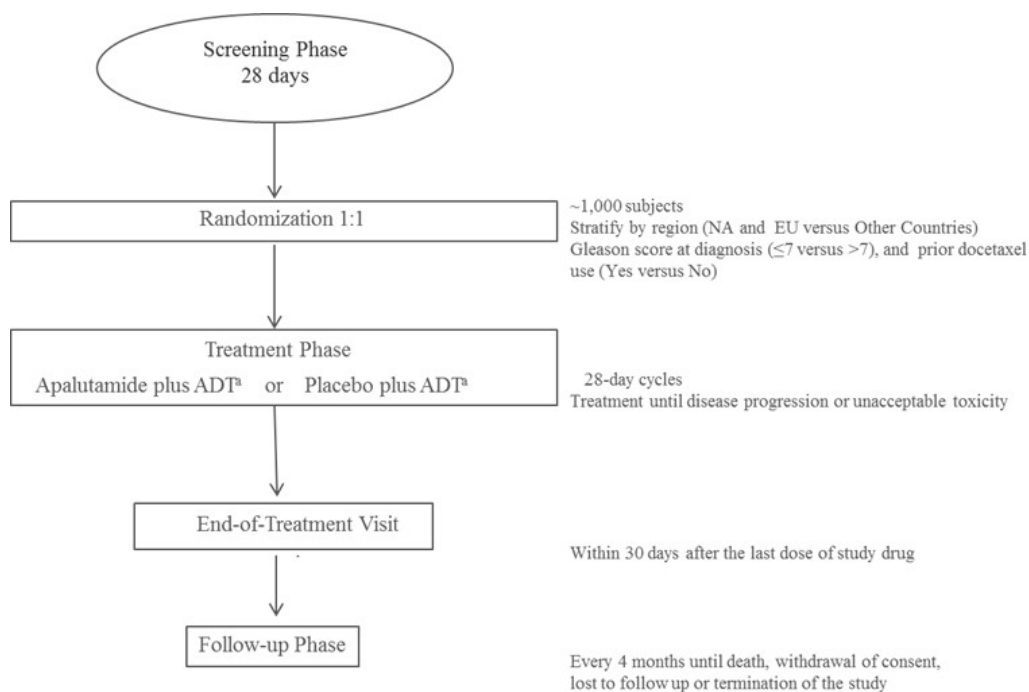 Screening Phase
28 days
Randomization 1:1
~1,000 subjects
Stratify by region (NA and EU versus Other Countries)
Gleason score at diagnosis (≤7 versus >7), and prior docetaxel
use (Yes versus No)
Treatment Phase
Apalutamide plus ADTª or Placebo plus ADTª
28-day cycles
Treatment until disease progression or unacceptable toxicity
End-of-Treatment Visit
Within 30 days after the last dose of study drug
Follow-up Phase
Every 4 months until death, withdrawal of consent,
lost to follow up or termination of the study